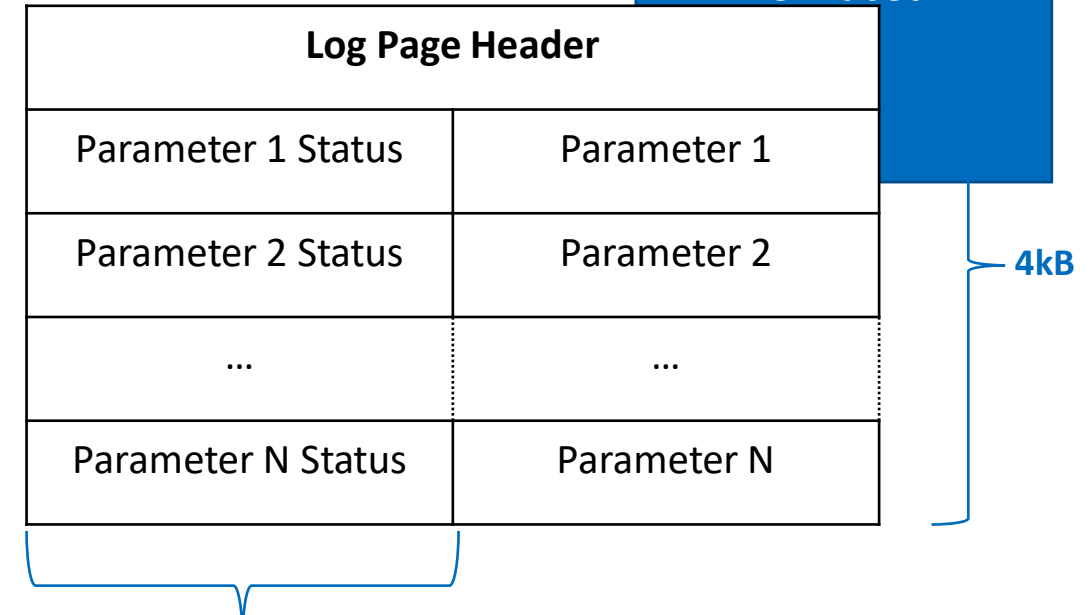 Log Page Header
Parameter 1 Status Parameter 1
Parameter 2 Status Parameter 2
... ...
Parameter N Status Parameter N
4kB